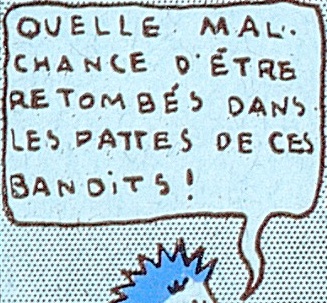 QUELLE MAL-
CHANCE D'ÊTRE
RETOMBÉS DANS
LES PATTES DE CES
BANDITS!